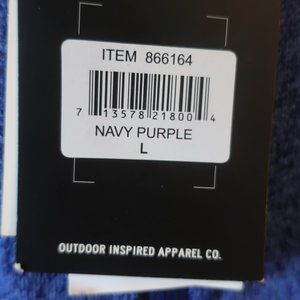 ITEM 866164
7 13578 21800 4
NAVY PURPLE
L
OUTDOOR INSPIRED APPAREL CO.